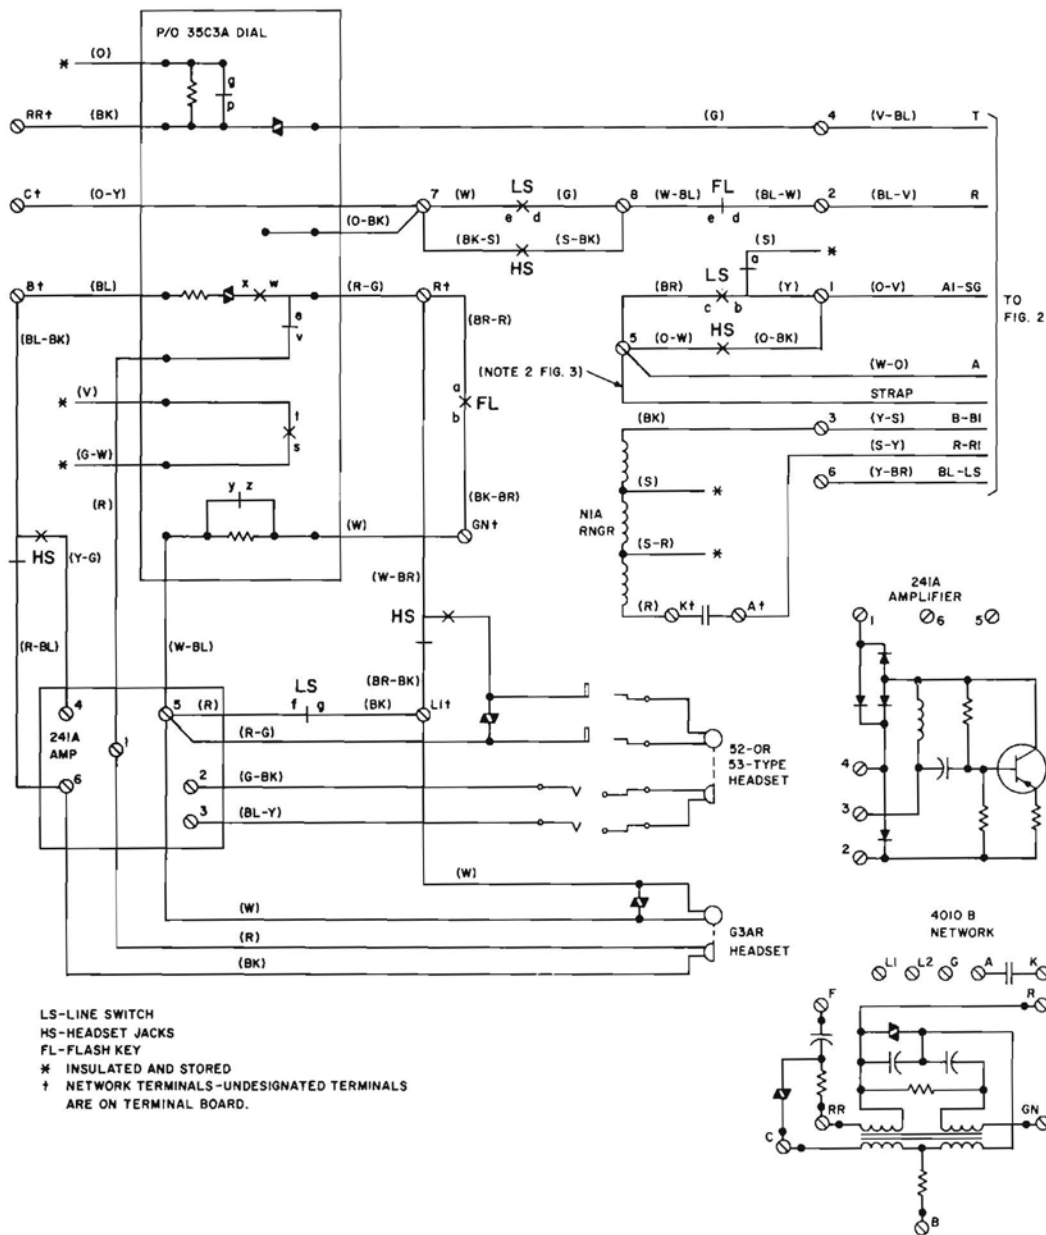 P/O 35C3A DIAL
* (O)
g
p
RR† (BK)
(G) 4 (V-BL) T
C† (O-Y)
7 (W) LS (G) 8 (W-BL) FL (BL-W) 2 (BL-V) R
e d
e d
(O-BK)
(BK-S) (S-BK)
HS
(S) *
a
B† (BL) x w (R-G) R†
(BR) LS (Y) 1 (O-V) A1-SG
c b
TO
FIG. 2
(BL-BK)
e
v
(BR-R)
5 (O-W) HS (O-BK)
(W-O) A
(NOTE 2 FIG. 3)
STRAP
* (V)
t
s
a
FL
b
(BK) 3 (Y-S) B-B1
(S-Y) R-R1
* (G-W)
6 (Y-BR) BL-LS
(R)
y z
(BK-BR)
(S) *
N1A
RNGR
(W) GN†
(S-R) *
HS (Y-G)
(W-BR)
(R) K† A†
241A
AMPLIFIER
HS
1 6 5
(R-BL)
(W-BL)
(BR-BK)
LS
4
5 (R) f g (BK) L1†
241A
AMP
1
(R-G)
52-OR
53-TYPE
HEADSET
4
6
2 (G-BK)
3
3 (BL-Y)
2
(W)
(W)
(R)
G3AR
HEADSET
(BK)
4010 B
NETWORK
L1 L2 G A K
F
R
RR
GN
C
B
LS-LINE SWITCH
HS-HEADSET JACKS
FL-FLASH KEY
* INSULATED AND STORED
† NETWORK TERMINALS-UNDESIGNATED TERMINALS
ARE ON TERMINAL BOARD.